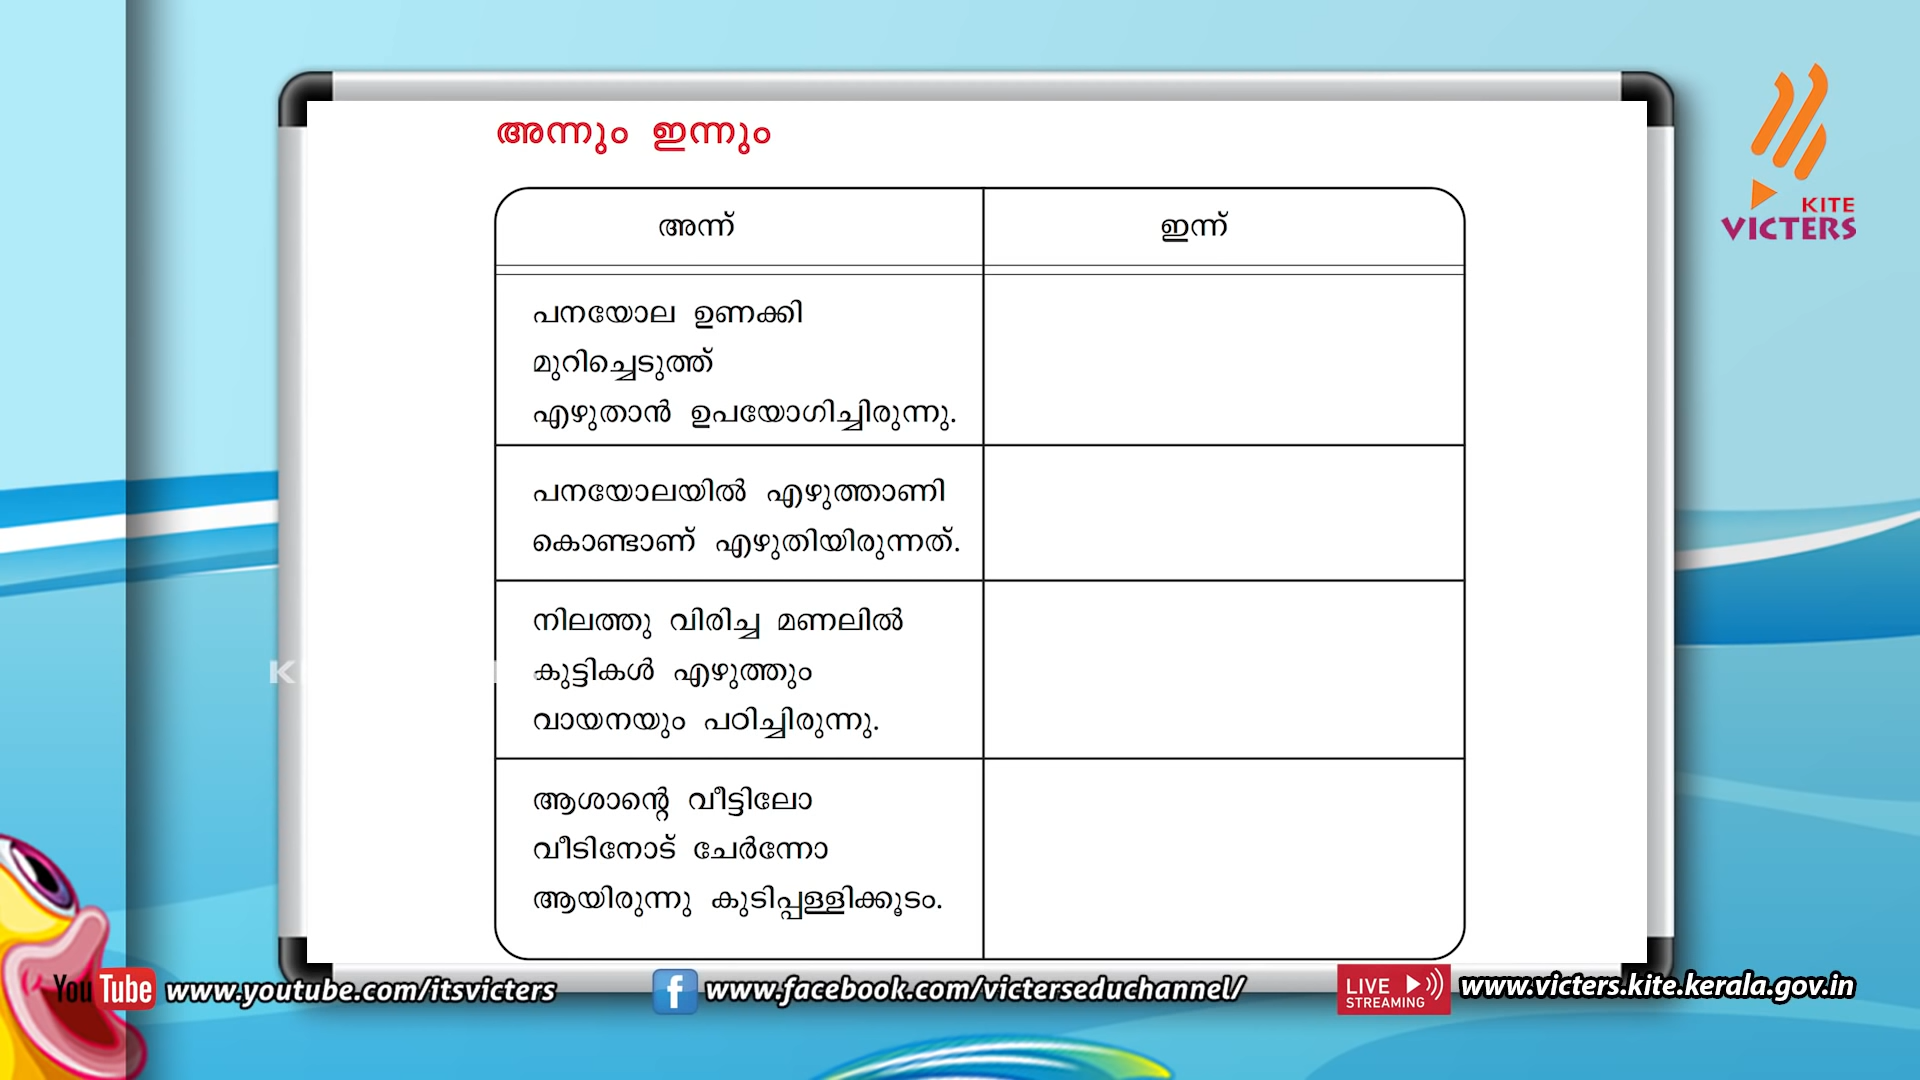 അന്നും ഇന്നും
അന്ന്
ഇന്ന്
പനയോല ഉണക്കി
മുറിച്ചെടുത്ത്
എഴുതാൻ ഉപയോഗിച്ചിരുന്നു.
പനയോലയിൽ എഴുത്താണി
കൊണ്ടാണ് എഴുതിയിരുന്നത്.
നിലത്തു വിരിച്ച മണലിൽ
കുട്ടികൾ എഴുത്തും
വായനയും പഠിച്ചിരുന്നു.
ആശാന്റെ വീട്ടിലോ
വീടിനോട് ചേർന്നോ
ആയിരുന്നു കുടിപ്പള്ളിക്കൂടം.
KITE
VICTERS
You Tube www.youtube.com/itsvicters
f www.facebook.com/victerseduchannel/
LIVE STREAMING www.victers.kite.kerala.gov.in